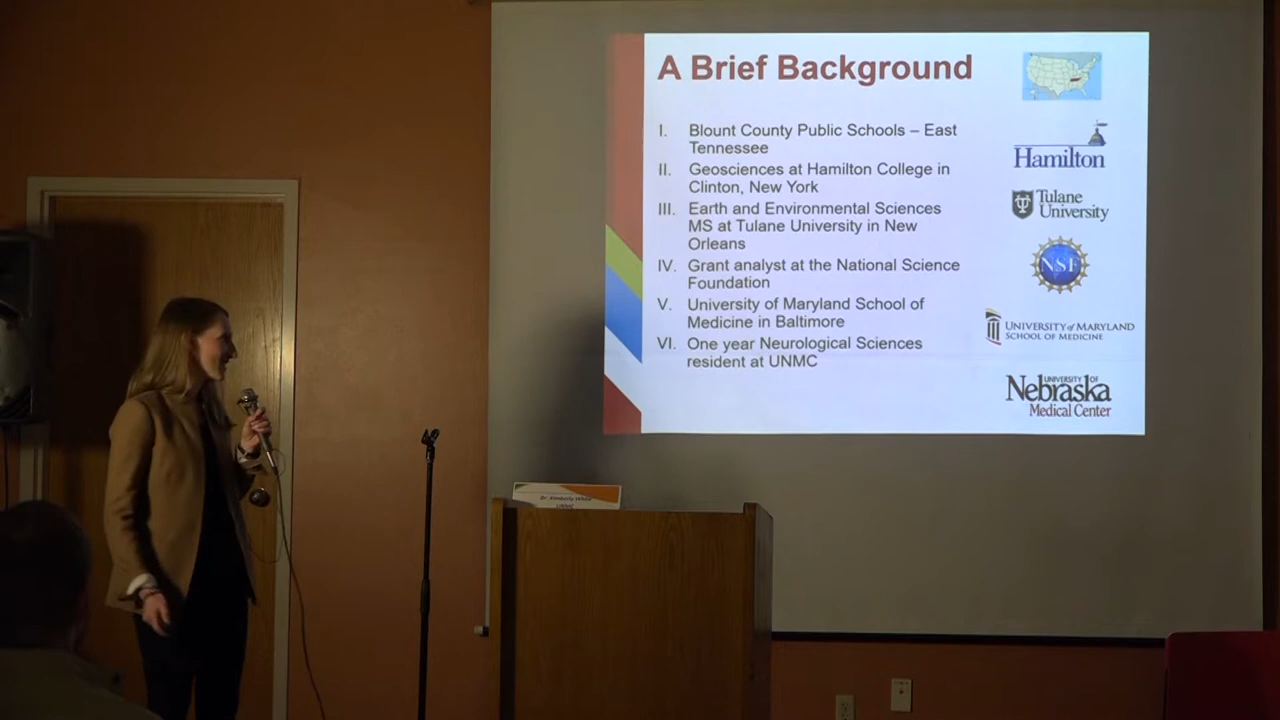 A Brief Background
I. Blount County Public Schools – East
Tennessee
II. Geosciences at Hamilton College in
Clinton, New York
III. Earth and Environmental Sciences
MS at Tulane University in New
Orleans
IV. Grant analyst at the National Science
Foundation
V. University of Maryland School of
Medicine in Baltimore
VI. One year Neurological Sciences
resident at UNMC
Hamilton
Tulane
University
NSF
UNIVERSITY of MARYLAND
SCHOOL OF MEDICINE
UNIVERSITY OF
Nebraska
Medical Center
Dr. Kimberly
UNMC